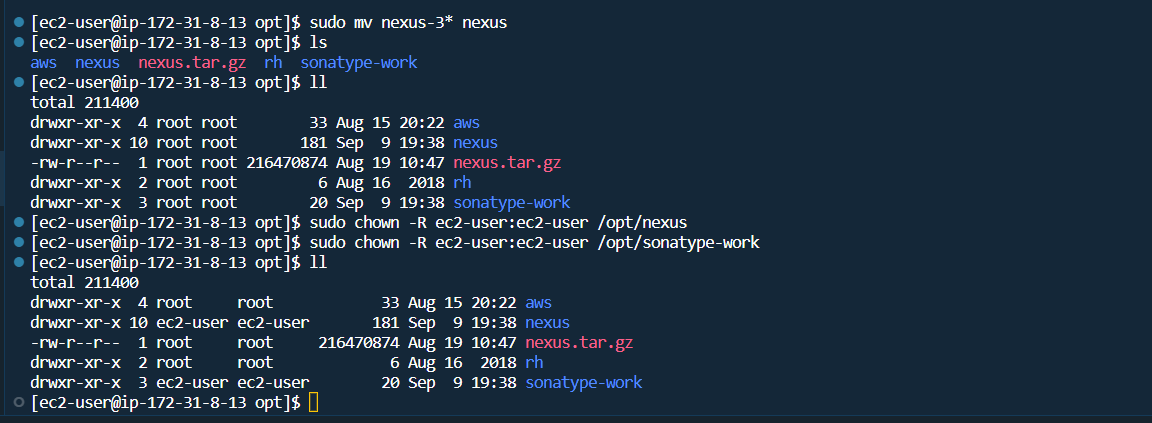 [ec2-user@ip-172-31-8-13 opt]$ sudo mv nexus-3* nexus
[ec2-user@ip-172-31-8-13 opt]$ ls
aws  nexus  nexus.tar.gz  rh  sonatype-work
[ec2-user@ip-172-31-8-13 opt]$ ll
total 211400
drwxr-xr-x  4 root root        33 Aug 15 20:22 aws
drwxr-xr-x 10 root root       181 Sep  9 19:38 nexus
-rw-r--r--  1 root root 216470874 Aug 19 10:47 nexus.tar.gz
drwxr-xr-x  2 root root         6 Aug 16  2018 rh
drwxr-xr-x  3 root root        20 Sep  9 19:38 sonatype-work
[ec2-user@ip-172-31-8-13 opt]$ sudo chown -R ec2-user:ec2-user /opt/nexus
[ec2-user@ip-172-31-8-13 opt]$ sudo chown -R ec2-user:ec2-user /opt/sonatype-work
[ec2-user@ip-172-31-8-13 opt]$ ll
total 211400
drwxr-xr-x  4 root     root            33 Aug 15 20:22 aws
drwxr-xr-x 10 ec2-user ec2-user       181 Sep  9 19:38 nexus
-rw-r--r--  1 root     root     216470874 Aug 19 10:47 nexus.tar.gz
drwxr-xr-x  2 root     root             6 Aug 16  2018 rh
drwxr-xr-x  3 ec2-user ec2-user        20 Sep  9 19:38 sonatype-work
[ec2-user@ip-172-31-8-13 opt]$